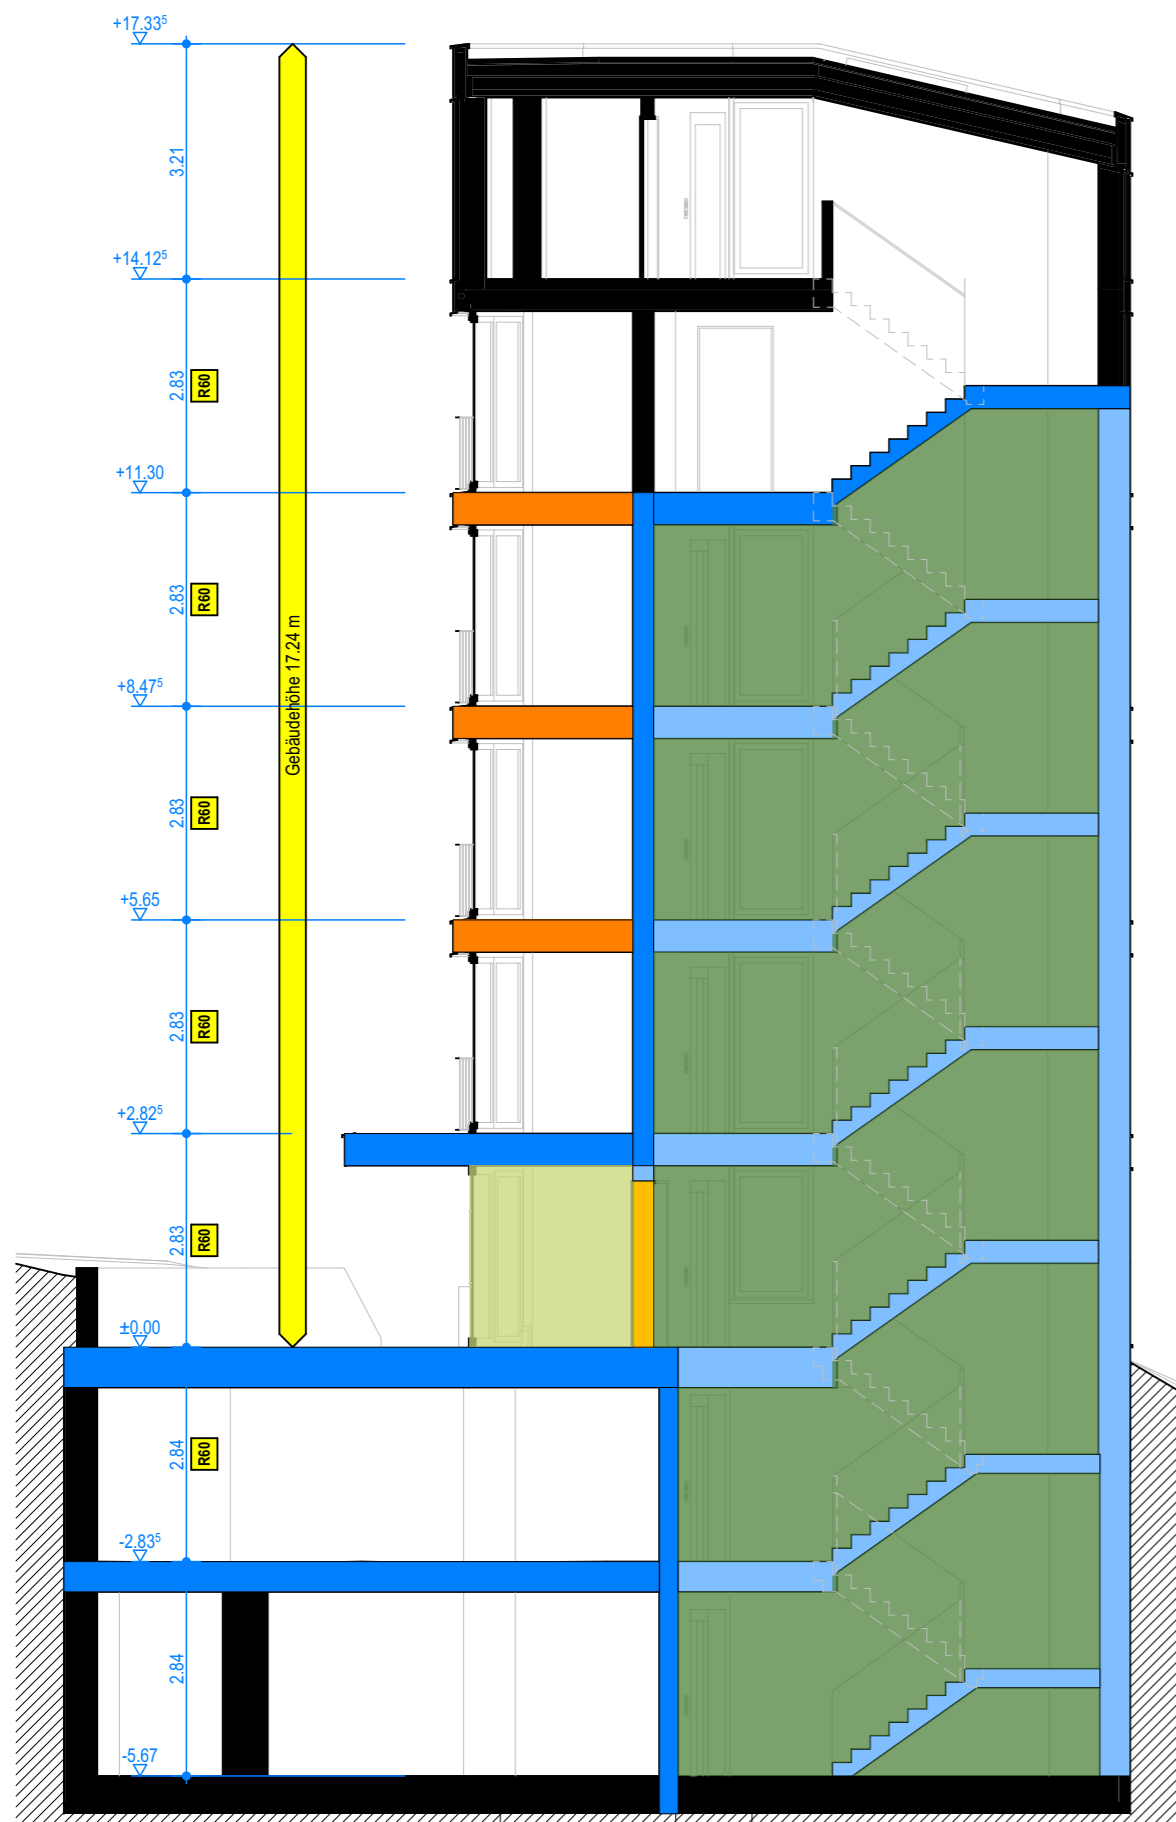 +17.33⁵
3.21
+14.12⁵
2.83
R60
+11.30
2.83
R60
Gebäudehöhe 17.24 m
+8.47⁵
2.83
R60
+5.65
2.83
R60
+2.82⁵
2.83
R60
±0.00
2.84
R60
-2.83⁵
2.84
-5.67